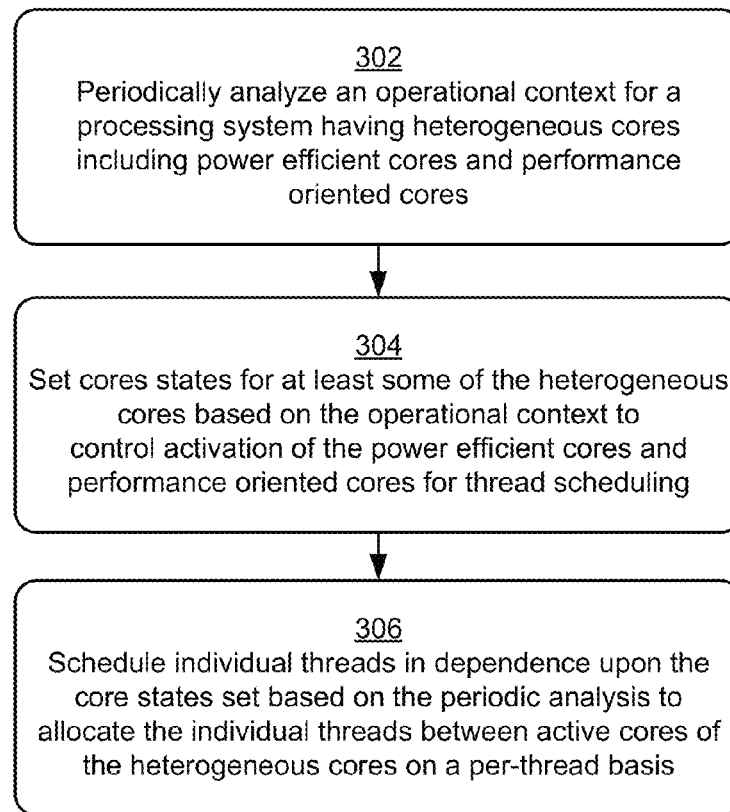 302
Periodically analyze an operational context for a
processing system having heterogeneous cores
including power efficient cores and performance
oriented cores
304
Set cores states for at least some of the heterogeneous
cores based on the operational context to
control activation of the power efficient cores and
performance oriented cores for thread scheduling
306
Schedule individual threads in dependence upon the
core states set based on the periodic analysis to
allocate the individual threads between active cores of
the heterogeneous cores on a per-thread basis